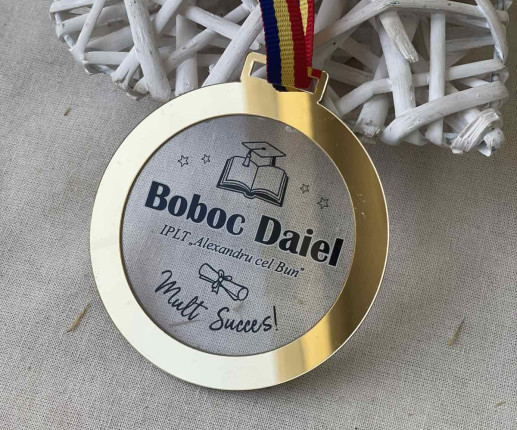 Boboc Daiel
IPLT „Alexandru cel Bun"
Mult Succes!